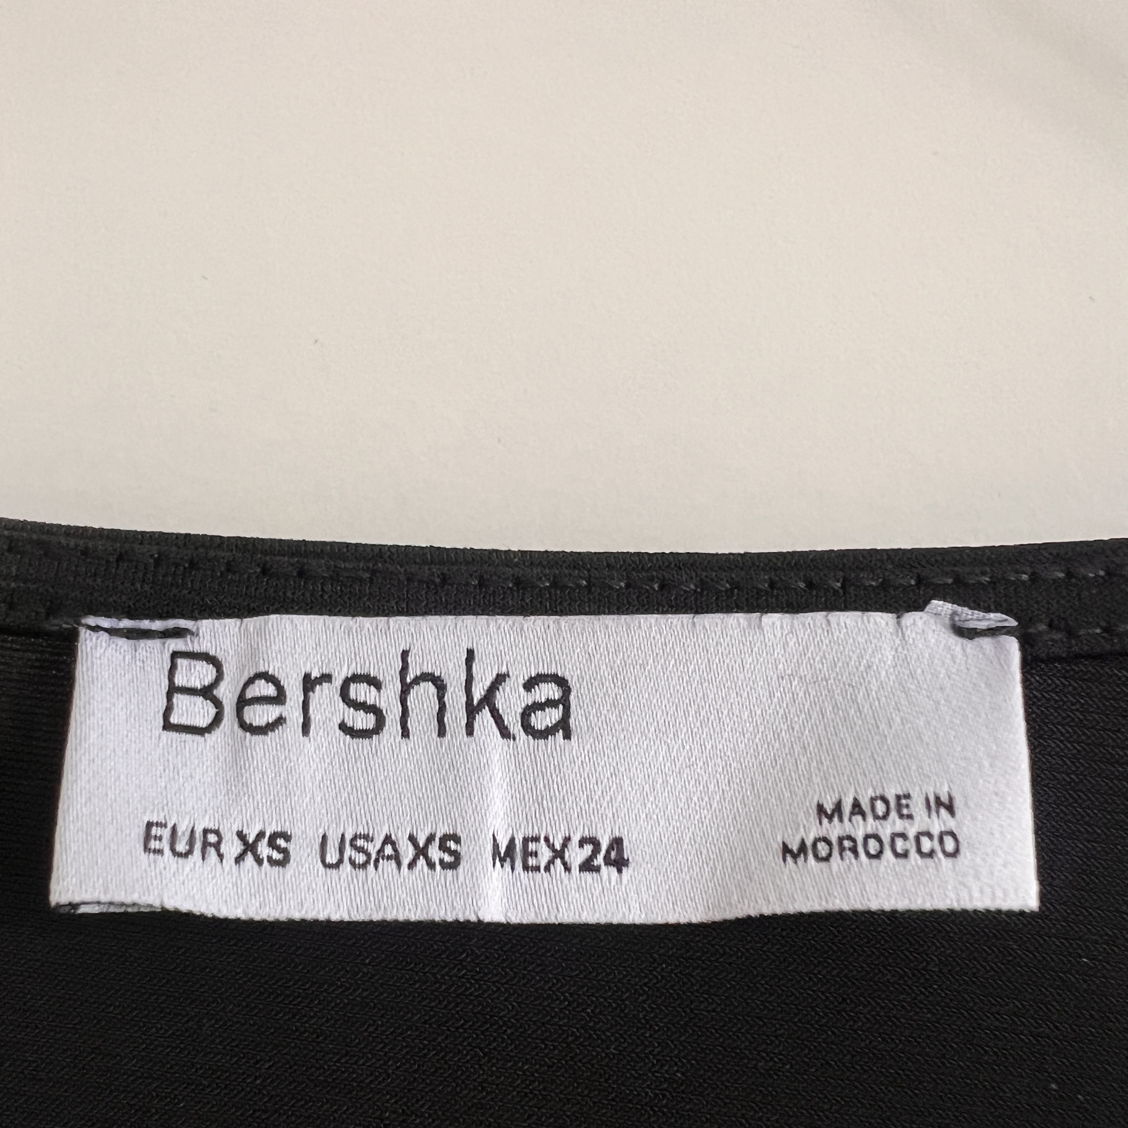 Bershka
EUR XS USA XS MEX 24
MADE IN
MOROCCO